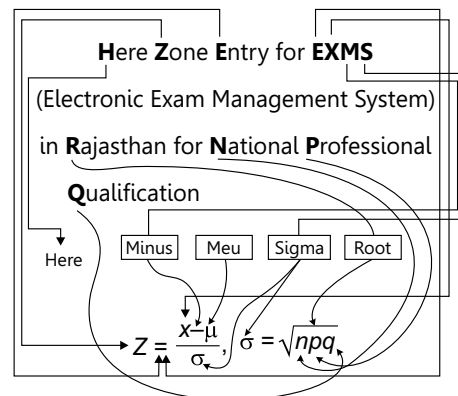 Here Zone Entry for EXMS
(Electronic Exam Management System)
in Rajasthan for National Professional
Qualification
Here
Minus Meu Sigma Root
Z = x–μ / σ , σ = √npq